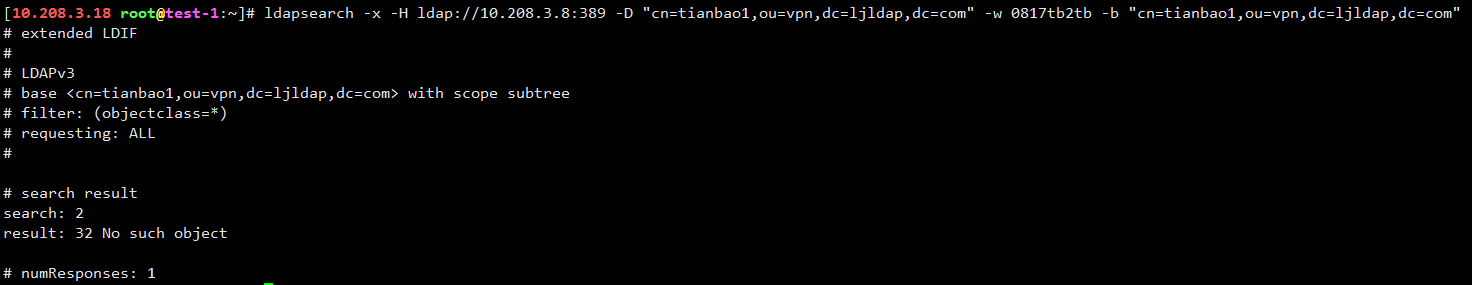 [10.208.3.18 root@test-1:~]# ldapsearch -x -H ldap://10.208.3.8:389 -D "cn=tianbao1,ou=vpn,dc=ljldap,dc=com" -w 0817tb2tb -b "cn=tianbao1,ou=vpn,dc=ljldap,dc=com"
# extended LDIF
#
# LDAPv3
# base <cn=tianbao1,ou=vpn,dc=ljldap,dc=com> with scope subtree
# filter: (objectclass=*)
# requesting: ALL
#

# search result
search: 2
result: 32 No such object

# numResponses: 1